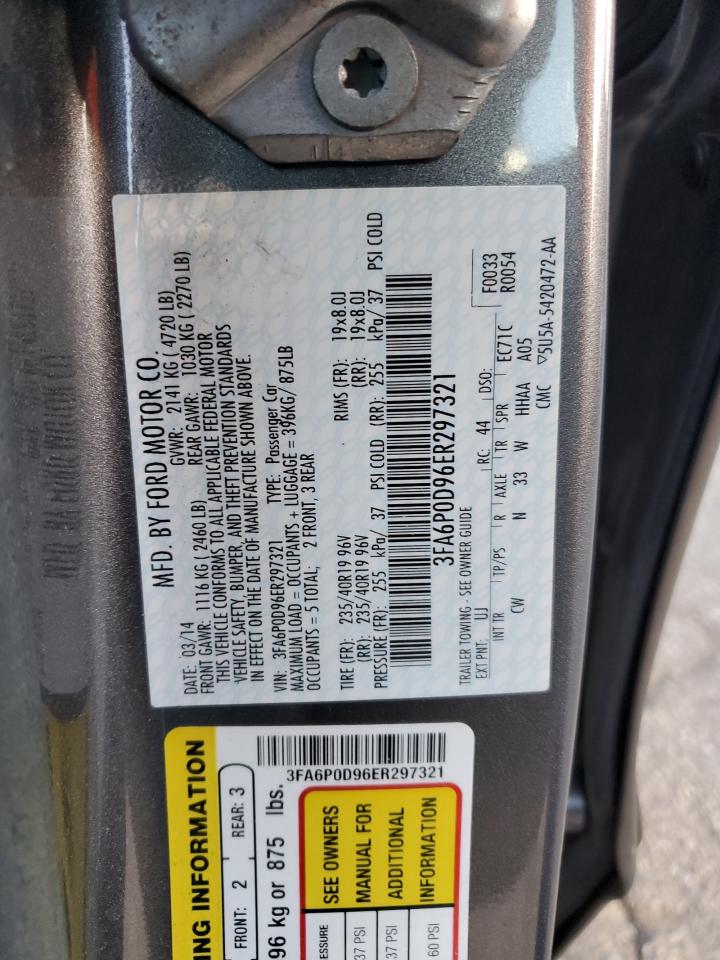 MFD. BY FORD MOTOR CO.
DATE: 03/14 GVWR: 2141 KG ( 4720 LB)
FRONT GAWR: 1116 KG ( 2460 LB) REAR GAWR: 1030 KG ( 2270 LB)
THIS VEHICLE CONFORMS TO ALL APPLICABLE FEDERAL MOTOR
VEHICLE SAFETY, BUMPER, AND THEFT PREVENTION STANDARDS
IN EFFECT ON THE DATE OF MANUFACTURE SHOWN ABOVE.
VIN: 3FA6P0D96ER297321 TYPE: Passenger Car
MAXIMUM LOAD = OCCUPANTS + LUGGAGE = 396KG/ 875LB
OCCUPANTS = 5 TOTAL; 2 FRONT, 3 REAR
TIRE (FR): 235/40R19 96V RIMS (FR): 19x8.0J
(RR): 235/40R19 96V (RR): 19x8.0J
PRESSURE (FR): 255 kPa/ 37 PSI COLD (RR): 255 kPa/ 37 PSI COLD
3FA6P0D96ER297321
TRAILER TOWING - SEE OWNER GUIDE
EXT PNT: UJ RC: 44 DSO: F0033
INT TR TP/PS R AXLE TR SPR EC71C R0054
CW N 33 W HHAA A05
CMC ▽5U5A-5420472-AA
3FA6P0D96ER297321
ING INFORMATION
FRONT: 2 REAR: 3
96 kg or 875 lbs.
ESSURE SEE OWNERS
37 PSI MANUAL FOR
37 PSI ADDITIONAL
60 PSI INFORMATION